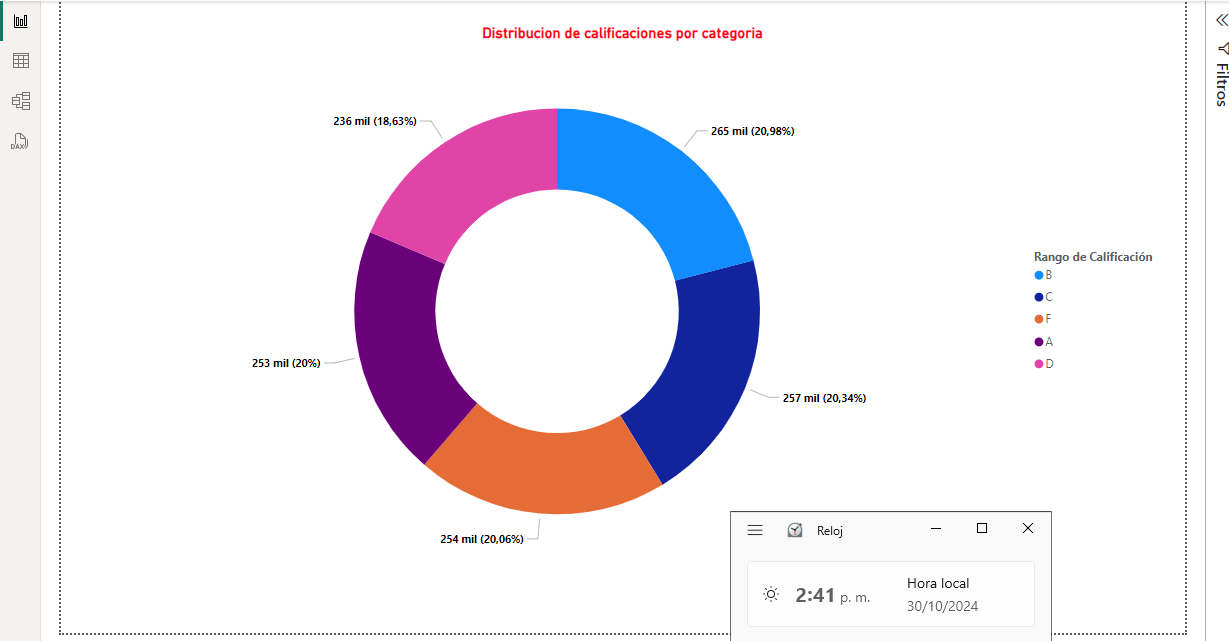 Distribucion de calificaciones por categoria
236 mil (18,63%)
265 mil (20,98%)
253 mil (20%)
257 mil (20,34%)
254 mil (20,06%)
Rango de Calificación
B
C
F
A
D
Filtros
DAX
Reloj
2:41 p. m.
Hora local
30/10/2024